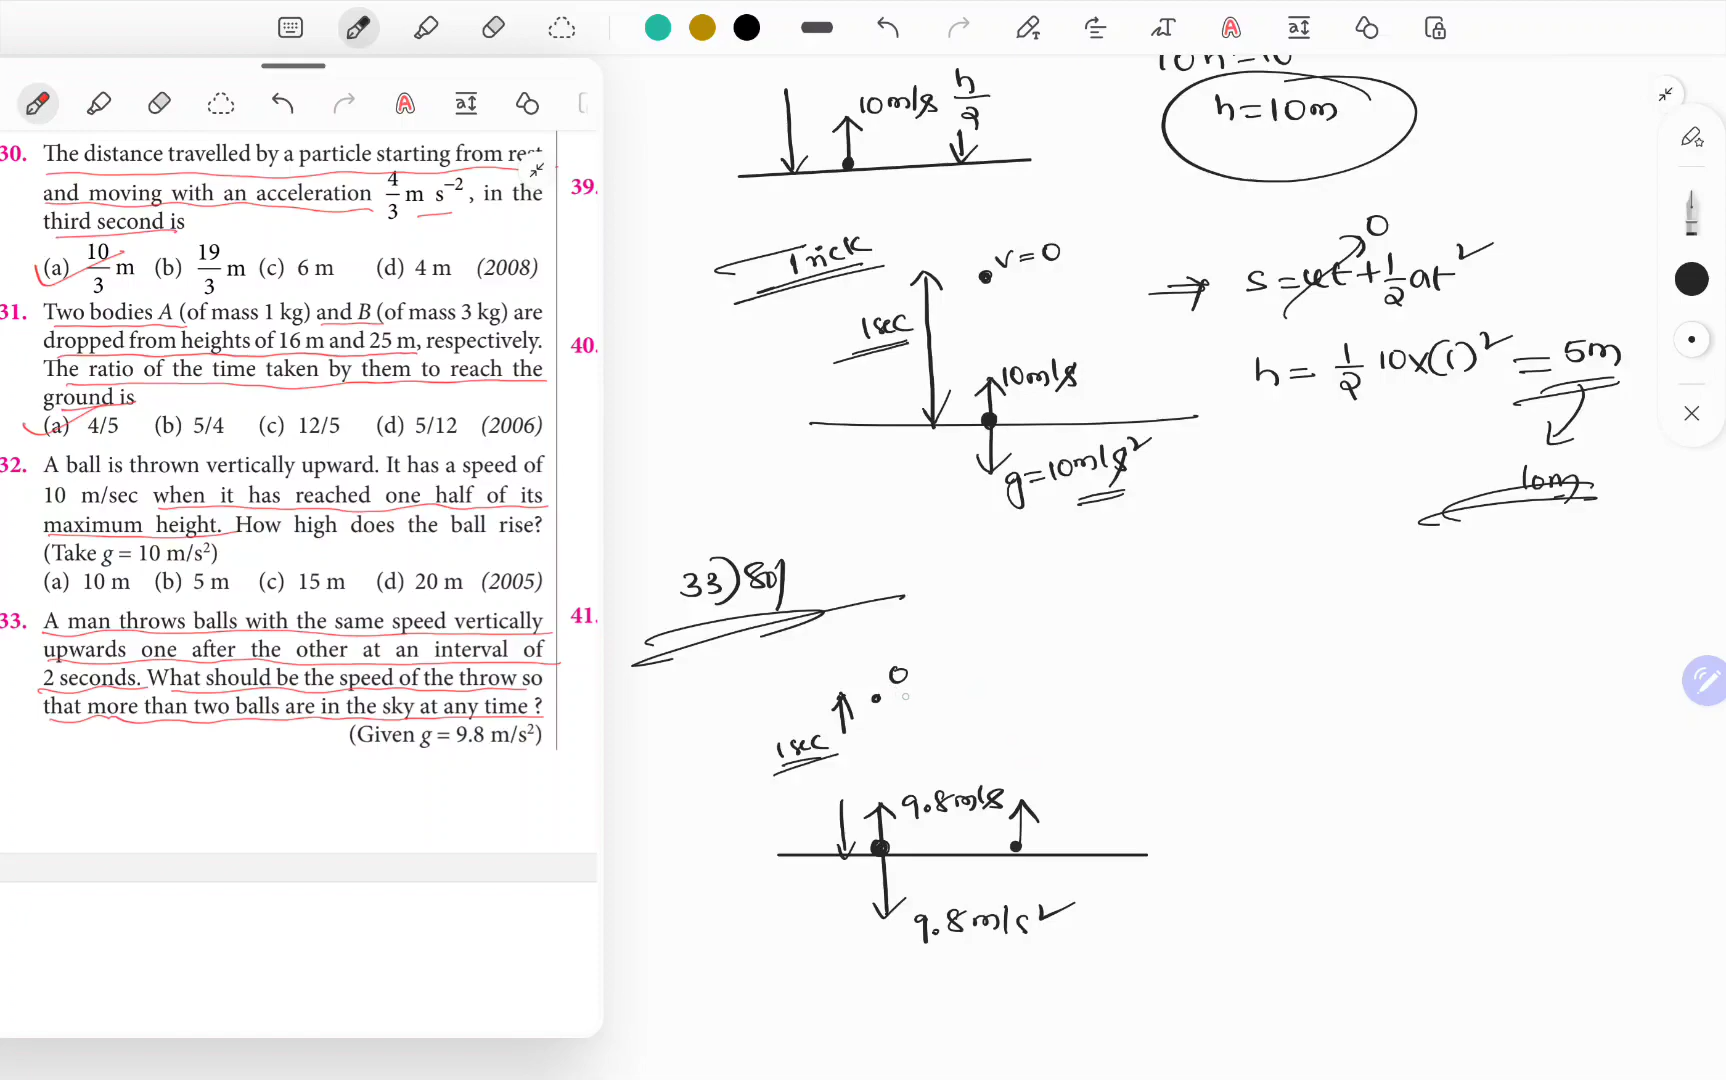 30. The distance travelled by a particle starting from rest
and moving with an acceleration 4/3 m s⁻², in the
third second is
(a) 10/3 m (b) 19/3 m (c) 6 m (d) 4 m (2008)
31. Two bodies A (of mass 1 kg) and B (of mass 3 kg) are
dropped from heights of 16 m and 25 m, respectively.
The ratio of the time taken by them to reach the
ground is
(a) 4/5 (b) 5/4 (c) 12/5 (d) 5/12 (2006)
32. A ball is thrown vertically upward. It has a speed of
10 m/sec when it has reached one half of its
maximum height. How high does the ball rise?
(Take g = 10 m/s²)
(a) 10 m (b) 5 m (c) 15 m (d) 20 m (2005)
33. A man throws balls with the same speed vertically
upwards one after the other at an interval of
2 seconds. What should be the speed of the throw so
that more than two balls are in the sky at any time ?
(Given g = 9.8 m/s²)
39.
40.
41.
10m/s
h/2
h=10m
Trick
v=0
1sec
10m/s
g=10m/s²
s=ut+1/2at²
0
h= 1/2 10x(1)² = 5m
10m
33)
0
1sec
9.8m/s
9.8m/s²